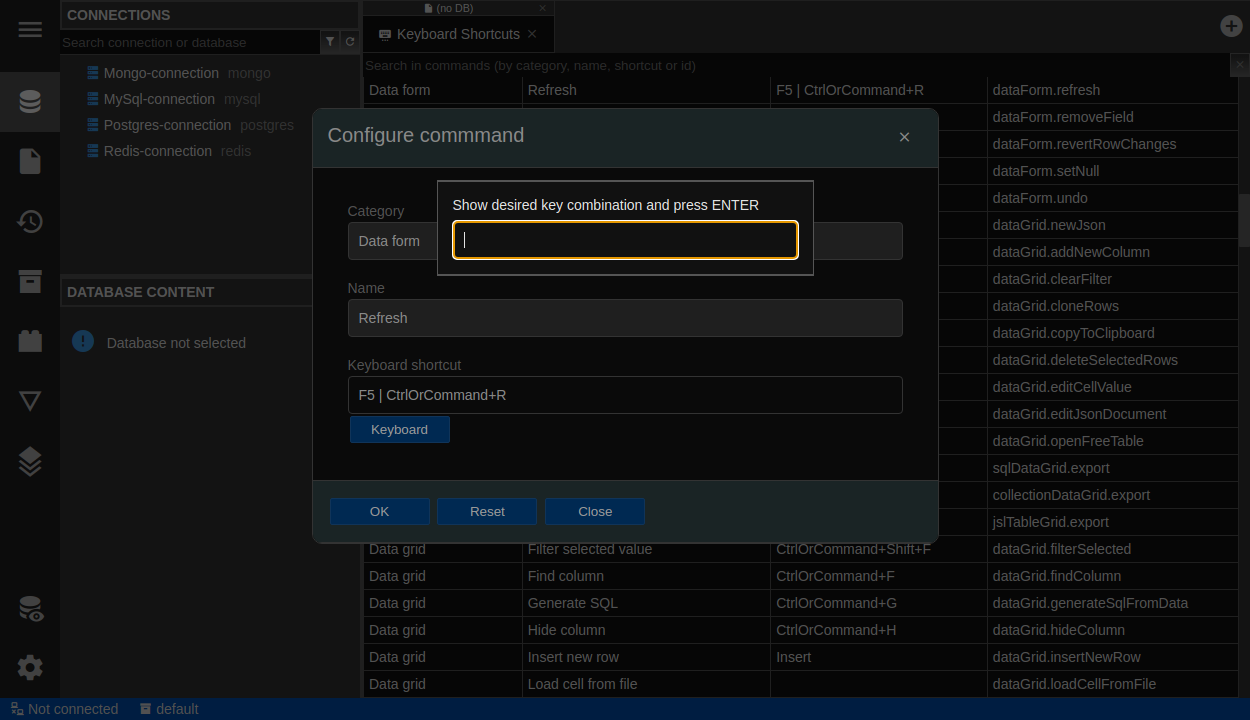 CONNECTIONS
Search connection or database
Mongo-connection mongo
MySql-connection mysql
Postgres-connection postgres
Redis-connection redis
DATABASE CONTENT
Database not selected
(no DB)
Keyboard Shortcuts
Search in commands (by category, name, shortcut or id)
Data form Refresh F5 | CtrlOrCommand+R dataForm.refresh
dataForm.removeField
dataForm.revertRowChanges
dataForm.setNull
dataForm.undo
dataGrid.newJson
dataGrid.addNewColumn
dataGrid.clearFilter
dataGrid.cloneRows
dataGrid.copyToClipboard
dataGrid.deleteSelectedRows
dataGrid.editCellValue
dataGrid.editJsonDocument
dataGrid.openFreeTable
sqlDataGrid.export
collectionDataGrid.export
jslTableGrid.export
Data grid Filter selected value CtrlOrCommand+Shift+F dataGrid.filterSelected
Data grid Find column CtrlOrCommand+F dataGrid.findColumn
Data grid Generate SQL CtrlOrCommand+G dataGrid.generateSqlFromData
Data grid Hide column CtrlOrCommand+H dataGrid.hideColumn
Data grid Insert new row Insert dataGrid.insertNewRow
Data grid Load cell from file dataGrid.loadCellFromFile
Configure commmand
Show desired key combination and press ENTER
Category
Data form
Name
Refresh
Keyboard shortcut
F5 | CtrlOrCommand+R
Keyboard
OK Reset Close
Not connected default